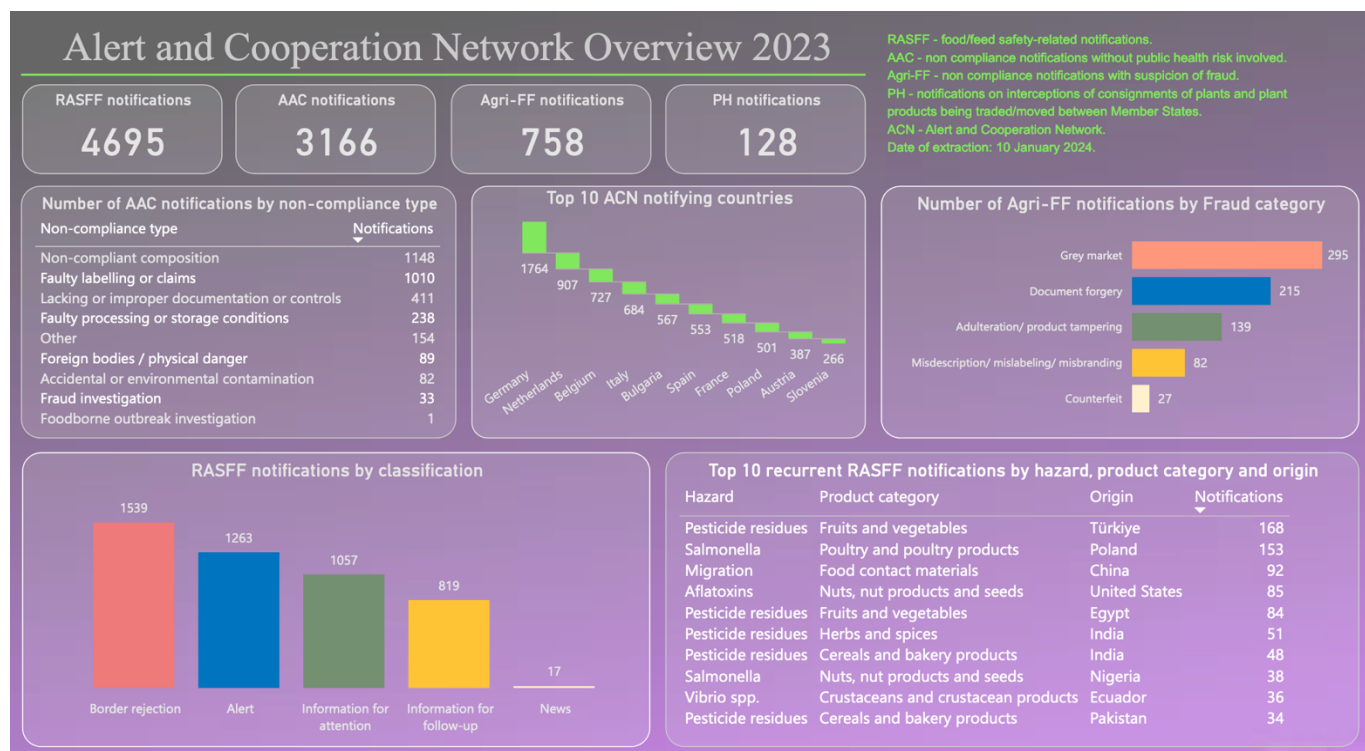 Alert and Cooperation Network Overview 2023
RASFF - food/feed safety-related notifications.
AAC - non compliance notifications without public health risk involved.
Agri-FF - non compliance notifications with suspicion of fraud.
PH - notifications on interceptions of consignments of plants and plant
products being traded/moved between Member States.
ACN - Alert and Cooperation Network.
Date of extraction: 10 January 2024.
RASFF notifications
4695
AAC notifications
3166
Agri-FF notifications
758
PH notifications
128
Number of AAC notifications by non-compliance type
Non-compliance type Notifications
Non-compliant composition 1148
Faulty labelling or claims 1010
Lacking or improper documentation or controls 411
Faulty processing or storage conditions 238
Other 154
Foreign bodies / physical danger 89
Accidental or environmental contamination 82
Fraud investigation 33
Foodborne outbreak investigation 1
Top 10 ACN notifying countries
1764
907
727
684
567
553
518
501
387
266
Germany
Netherlands
Belgium
Italy
Bulgaria
Spain
France
Poland
Austria
Slovenia
Number of Agri-FF notifications by Fraud category
Grey market 295
Document forgery 215
Adulteration/ product tampering 139
Misdescription/ mislabeling/ misbranding 82
Counterfeit 27
RASFF notifications by classification
1539
1263
1057
819
17
Border rejection
Alert
Information for
attention
Information for
follow-up
News
Top 10 recurrent RASFF notifications by hazard, product category and origin
Hazard Product category Origin Notifications
Pesticide residues Fruits and vegetables Türkiye 168
Salmonella Poultry and poultry products Poland 153
Migration Food contact materials China 92
Aflatoxins Nuts, nut products and seeds United States 85
Pesticide residues Fruits and vegetables Egypt 84
Pesticide residues Herbs and spices India 51
Pesticide residues Cereals and bakery products India 48
Salmonella Nuts, nut products and seeds Nigeria 38
Vibrio spp. Crustaceans and crustacean products Ecuador 36
Pesticide residues Cereals and bakery products Pakistan 34